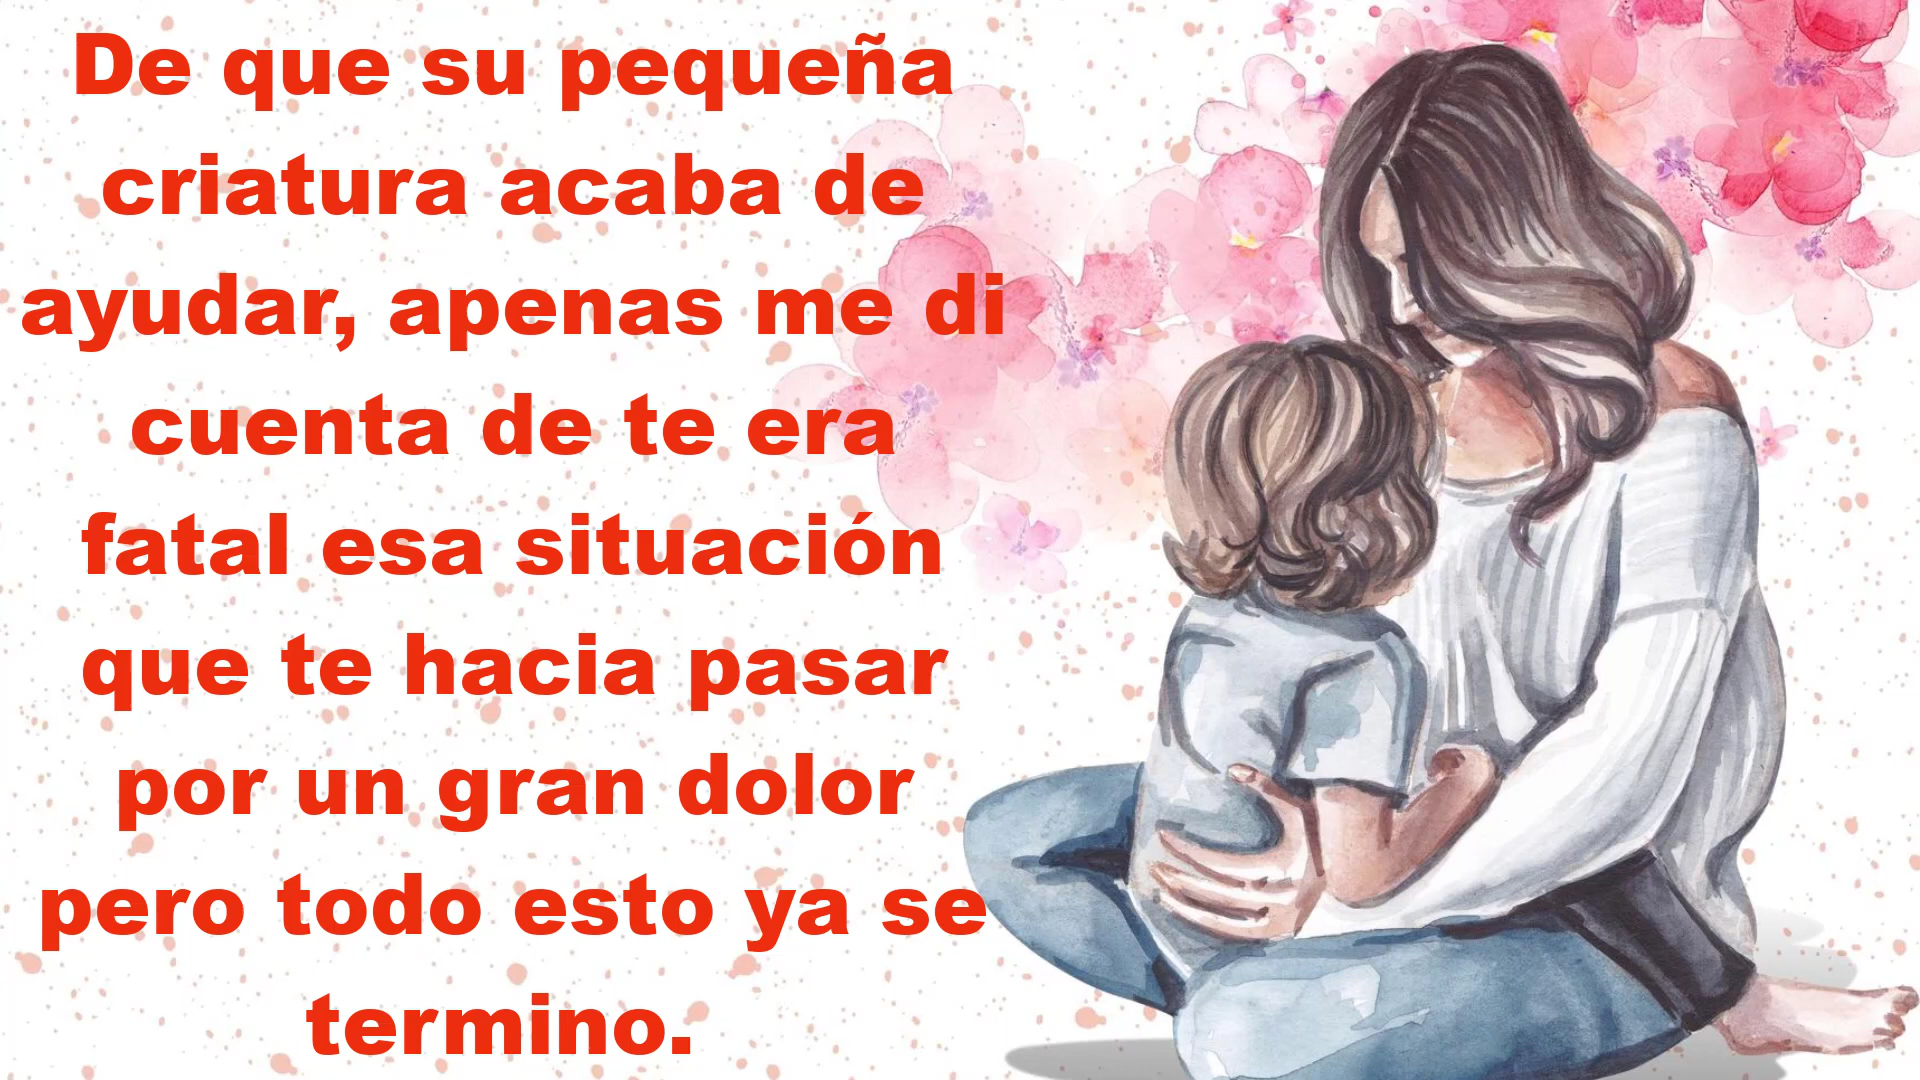 De que su pequeña
criatura acaba de
ayudar, apenas me di
cuenta de te era
fatal esa situación
que te hacia pasar
por un gran dolor
pero todo esto ya se
termino.